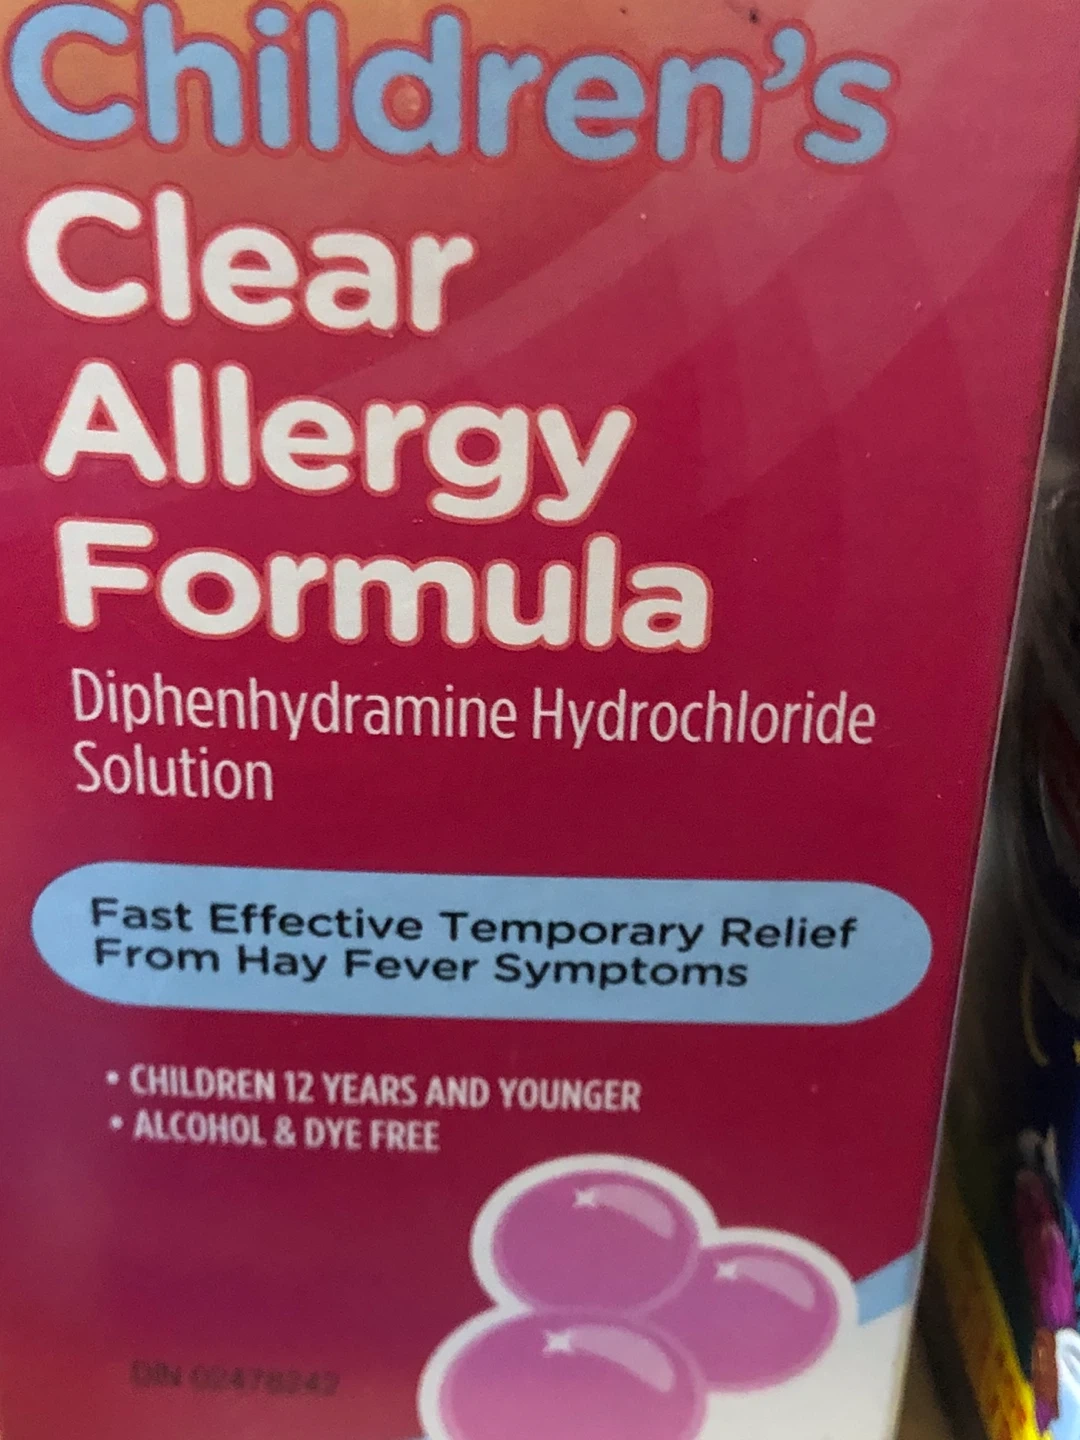 Children's
Clear
Allergy
Formula
Diphenhydramine Hydrochloride
Solution
Fast Effective Temporary Relief
From Hay Fever Symptoms
• CHILDREN 12 YEARS AND YOUNGER
• ALCOHOL & DYE FREE
DIN